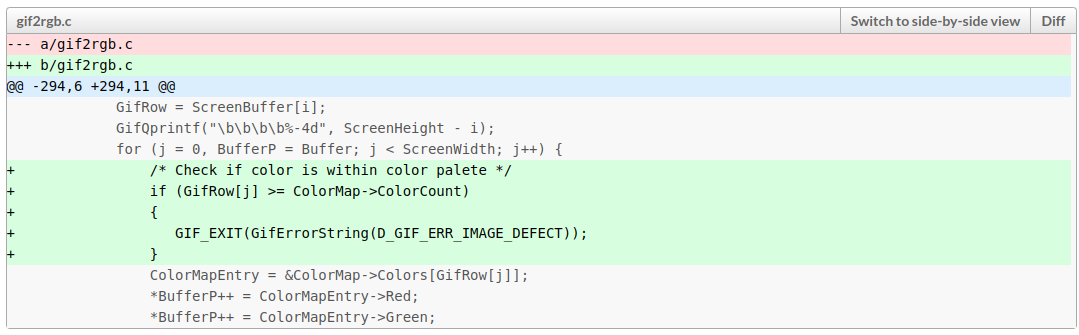 gif2rgb.c Switch to side-by-side view Diff
--- a/gif2rgb.c
+++ b/gif2rgb.c
@@ -294,6 +294,11 @@
GifRow = ScreenBuffer[i];
GifQprintf("\b\b\b\b%-4d", ScreenHeight - i);
for (j = 0, BufferP = Buffer; j < ScreenWidth; j++) {
+ /* Check if color is within color palete */
+ if (GifRow[j] >= ColorMap->ColorCount)
+ {
+ GIF_EXIT(GifErrorString(D_GIF_ERR_IMAGE_DEFECT));
+ }
ColorMapEntry = &ColorMap->Colors[GifRow[j]];
*BufferP++ = ColorMapEntry->Red;
*BufferP++ = ColorMapEntry->Green;